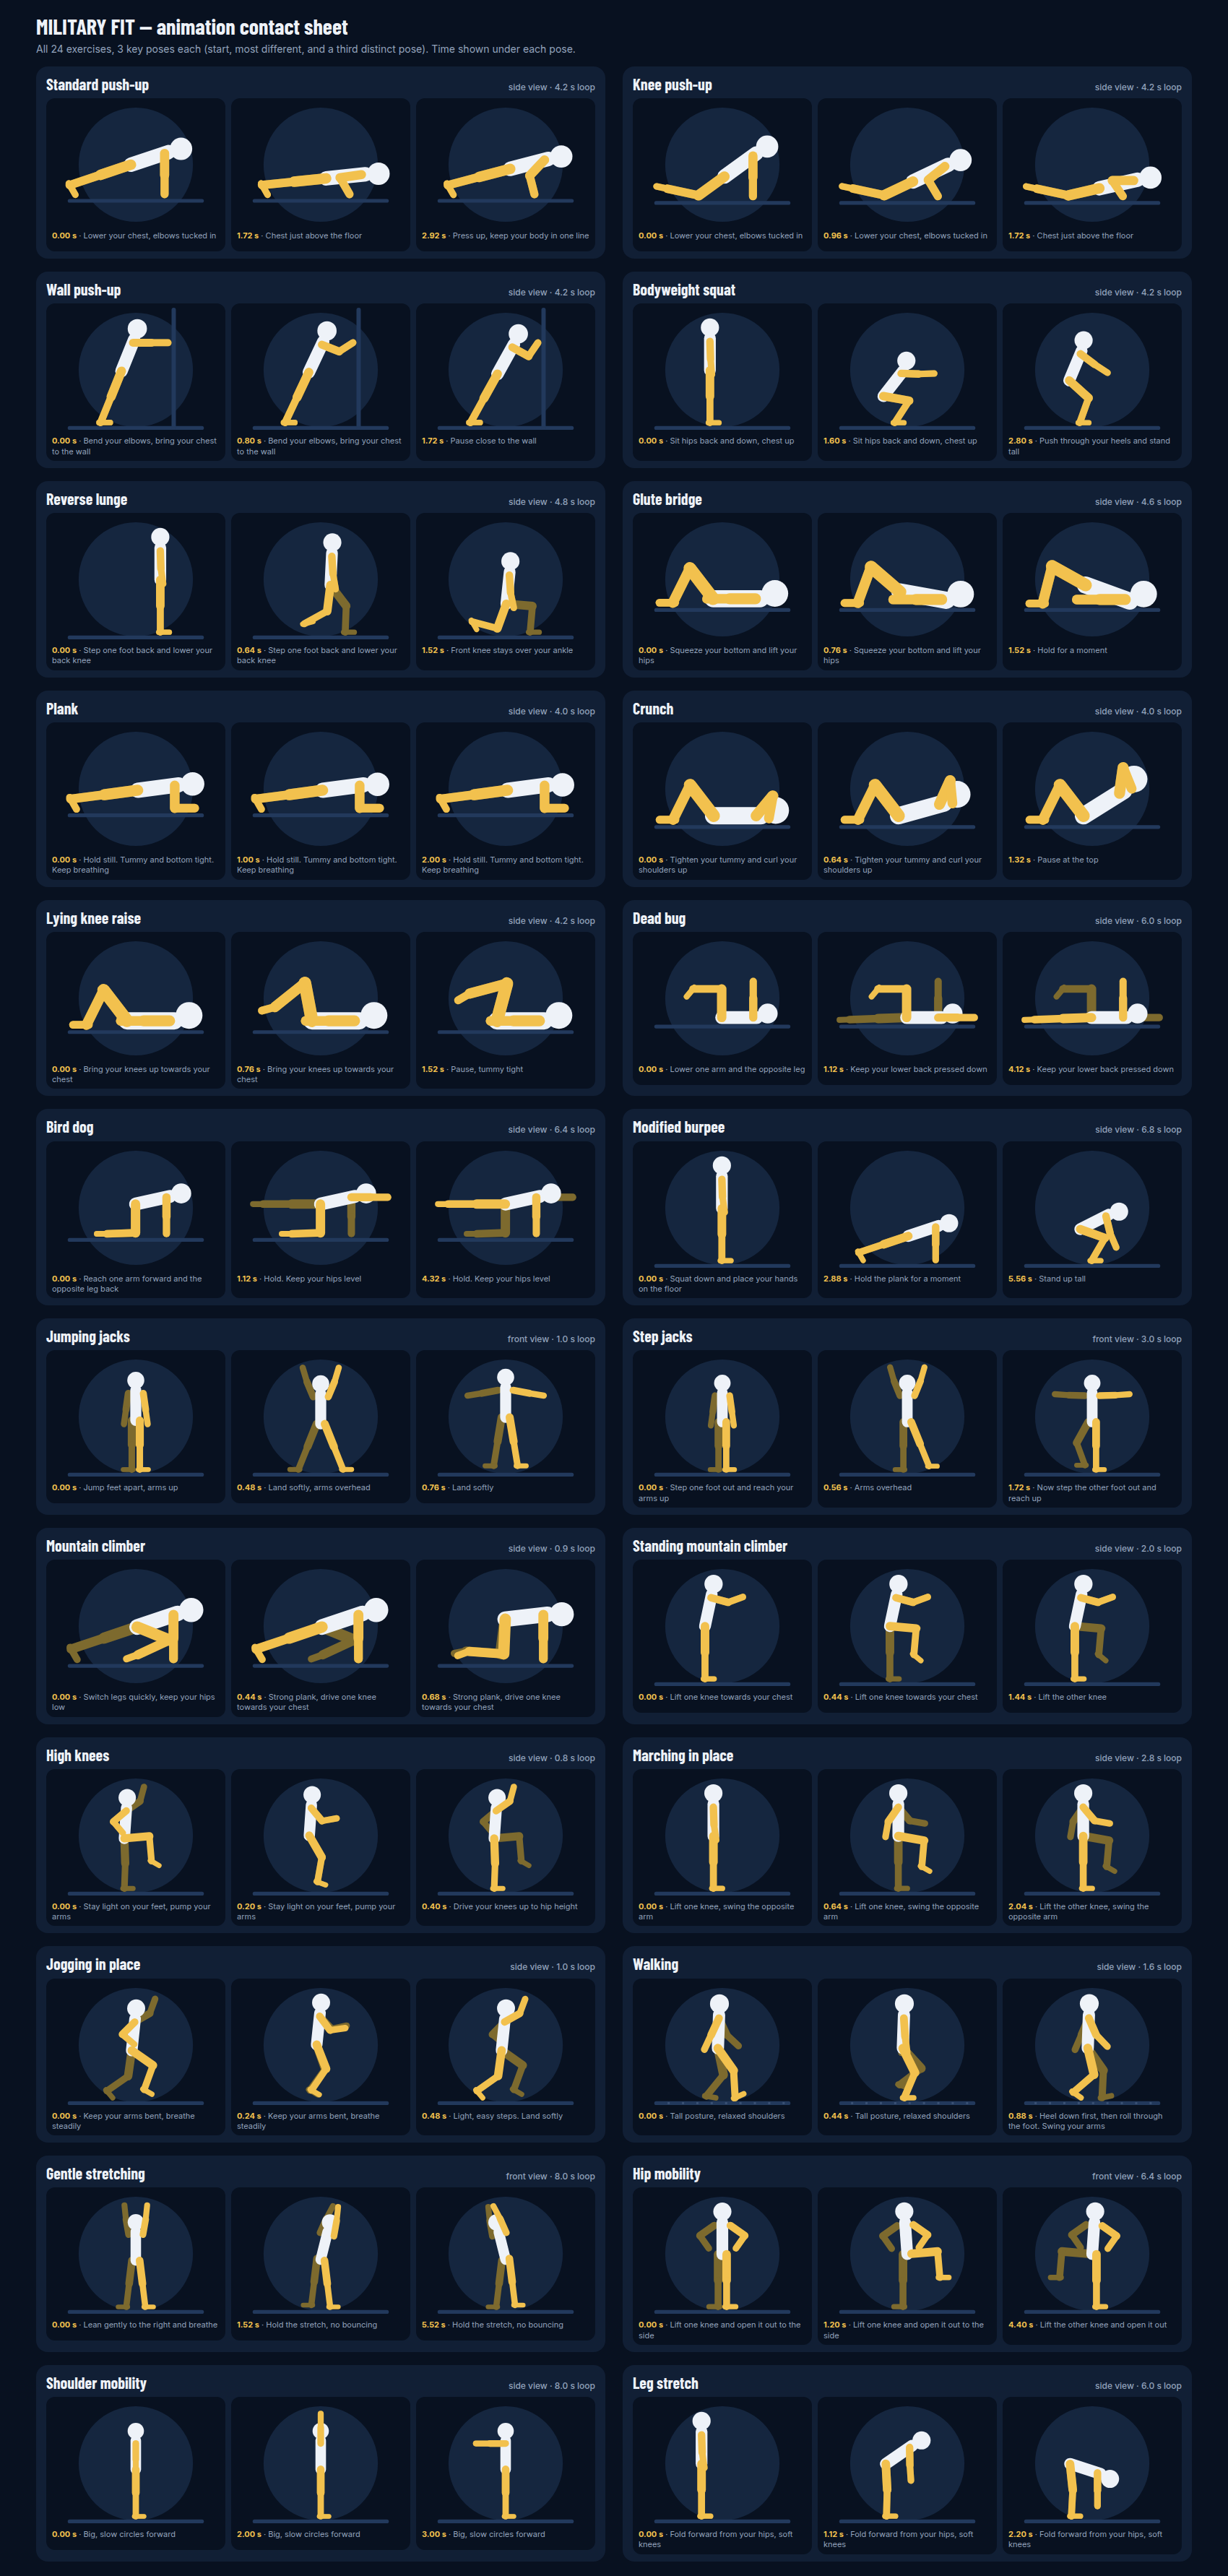 MILITARY FIT — animation contact sheet
All 24 exercises, 3 key poses each (start, most different, and a third distinct pose). Time shown under each pose.
Standard push-up
side view · 4.2 s loop
0.00 s · Lower your chest, elbows tucked in
1.72 s · Chest just above the floor
2.92 s · Press up, keep your body in one line
Knee push-up
side view · 4.2 s loop
0.00 s · Lower your chest, elbows tucked in
0.96 s · Lower your chest, elbows tucked in
1.72 s · Chest just above the floor
Wall push-up
side view · 4.2 s loop
0.00 s · Bend your elbows, bring your chest
to the wall
0.80 s · Bend your elbows, bring your chest
to the wall
1.72 s · Pause close to the wall
Bodyweight squat
side view · 4.2 s loop
0.00 s · Sit hips back and down, chest up
1.60 s · Sit hips back and down, chest up
2.80 s · Push through your heels and stand
tall
Reverse lunge
side view · 4.8 s loop
0.00 s · Step one foot back and lower your
back knee
0.64 s · Step one foot back and lower your
back knee
1.52 s · Front knee stays over your ankle
Glute bridge
side view · 4.6 s loop
0.00 s · Squeeze your bottom and lift your
hips
0.76 s · Squeeze your bottom and lift your
hips
1.52 s · Hold for a moment
Plank
side view · 4.0 s loop
0.00 s · Hold still. Tummy and bottom tight.
Keep breathing
1.00 s · Hold still. Tummy and bottom tight.
Keep breathing
2.00 s · Hold still. Tummy and bottom tight.
Keep breathing
Crunch
side view · 4.0 s loop
0.00 s · Tighten your tummy and curl your
shoulders up
0.64 s · Tighten your tummy and curl your
shoulders up
1.32 s · Pause at the top
Lying knee raise
side view · 4.2 s loop
0.00 s · Bring your knees up towards your
chest
0.76 s · Bring your knees up towards your
chest
1.52 s · Pause, tummy tight
Dead bug
side view · 6.0 s loop
0.00 s · Lower one arm and the opposite leg
1.12 s · Keep your lower back pressed down
4.12 s · Keep your lower back pressed down
Bird dog
side view · 6.4 s loop
0.00 s · Reach one arm forward and the
opposite leg back
1.12 s · Hold. Keep your hips level
4.32 s · Hold. Keep your hips level
Modified burpee
side view · 6.8 s loop
0.00 s · Squat down and place your hands
on the floor
2.88 s · Hold the plank for a moment
5.56 s · Stand up tall
Jumping jacks
front view · 1.0 s loop
0.00 s · Jump feet apart, arms up
0.48 s · Land softly, arms overhead
0.76 s · Land softly
Step jacks
front view · 3.0 s loop
0.00 s · Step one foot out and reach your
arms up
0.56 s · Arms overhead
1.72 s · Now step the other foot out and
reach up
Mountain climber
side view · 0.9 s loop
0.00 s · Switch legs quickly, keep your hips
low
0.44 s · Strong plank, drive one knee
towards your chest
0.68 s · Strong plank, drive one knee
towards your chest
Standing mountain climber
side view · 2.0 s loop
0.00 s · Lift one knee towards your chest
0.44 s · Lift one knee towards your chest
1.44 s · Lift the other knee
High knees
side view · 0.8 s loop
0.00 s · Stay light on your feet, pump your
arms
0.20 s · Stay light on your feet, pump your
arms
0.40 s · Drive your knees up to hip height
Marching in place
side view · 2.8 s loop
0.00 s · Lift one knee, swing the opposite
arm
0.64 s · Lift one knee, swing the opposite
arm
2.04 s · Lift the other knee, swing the
opposite arm
Jogging in place
side view · 1.0 s loop
0.00 s · Keep your arms bent, breathe
steadily
0.24 s · Keep your arms bent, breathe
steadily
0.48 s · Light, easy steps. Land softly
Walking
side view · 1.6 s loop
0.00 s · Tall posture, relaxed shoulders
0.44 s · Tall posture, relaxed shoulders
0.88 s · Heel down first, then roll through
the foot. Swing your arms
Gentle stretching
front view · 8.0 s loop
0.00 s · Lean gently to the right and breathe
1.52 s · Hold the stretch, no bouncing
5.52 s · Hold the stretch, no bouncing
Hip mobility
front view · 6.4 s loop
0.00 s · Lift one knee and open it out to the
side
1.20 s · Lift one knee and open it out to the
side
4.40 s · Lift the other knee and open it out
Shoulder mobility
side view · 8.0 s loop
0.00 s · Big, slow circles forward
2.00 s · Big, slow circles forward
3.00 s · Big, slow circles forward
Leg stretch
side view · 6.0 s loop
0.00 s · Fold forward from your hips, soft
knees
1.12 s · Fold forward from your hips, soft
knees
2.20 s · Fold forward from your hips, soft
knees